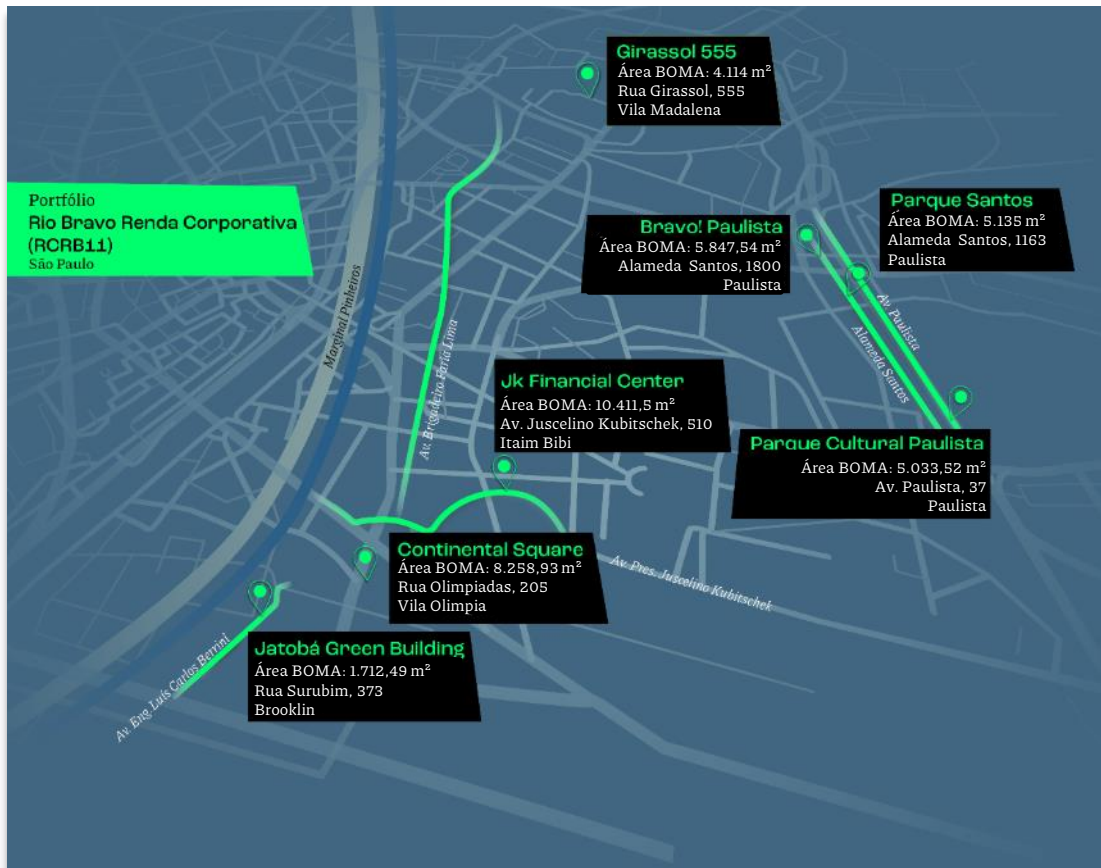 Girassol 555
Área BOMA: 4.114 m²
Rua Girassol, 555
Vila Madalena
Portfólio
Rio Bravo Renda Corporativa
(RCRB11)
São Paulo
Parque Santos
Área BOMA: 5.135 m²
Alameda Santos, 1163
Paulista
Bravo! Paulista
Área BOMA: 5.847,54 m²
Alameda Santos, 1800
Paulista
Marginal Pinheiros
Av. Brigadeiro Faria Lima
Av. Paulista
Alameda Santos
Jk Financial Center
Área BOMA: 10.411,5 m²
Av. Juscelino Kubitschek, 510
Itaim Bibi
Parque Cultural Paulista
Área BOMA: 5.033,52 m²
Av. Paulista, 37
Paulista
Continental Square
Área BOMA: 8.258,93 m²
Rua Olimpiadas, 205
Vila Olimpia
Av. Pres. Juscelino Kubitschek
Jatobá Green Building
Área BOMA: 1.712,49 m²
Rua Surubim, 373
Brooklin
Av. Eng. Luís Carlos Berrini